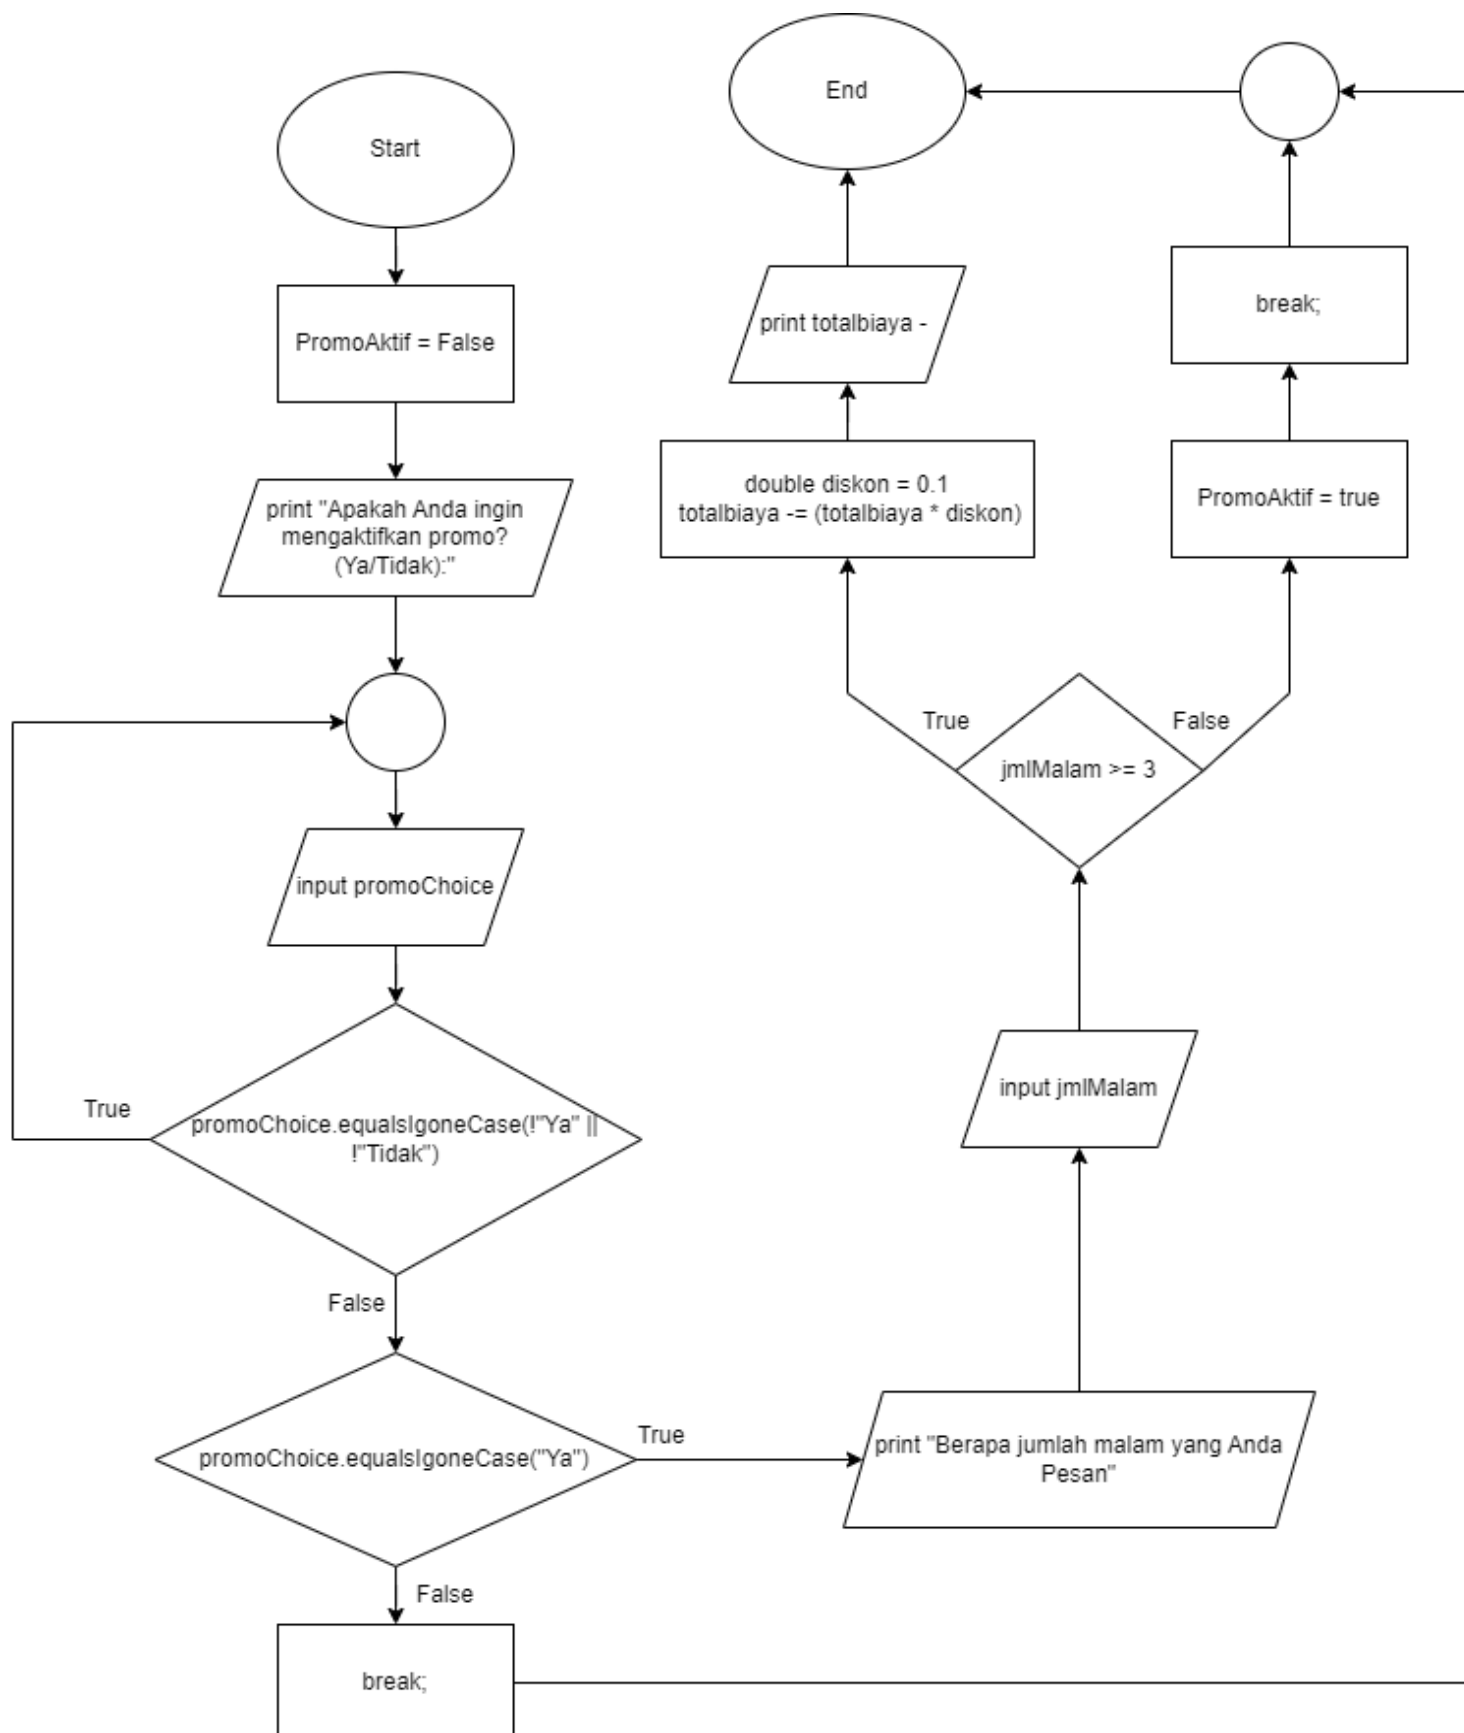 Start
PromoAktif = False
print "Apakah Anda ingin
mengaktifkan promo?
(Ya/Tidak):"
input promoChoice
True
promoChoice.equalsIgoneCase(!"Ya" ||
!"Tidak")
False
promoChoice.equalsIgoneCase("Ya")
True
False
break;
print "Berapa jumlah malam yang Anda
Pesan"
input jmlMalam
jmlMalam >= 3
True
False
double diskon = 0.1
totalbiaya -= (totalbiaya * diskon)
print totalbiaya -
End
PromoAktif = true
break;